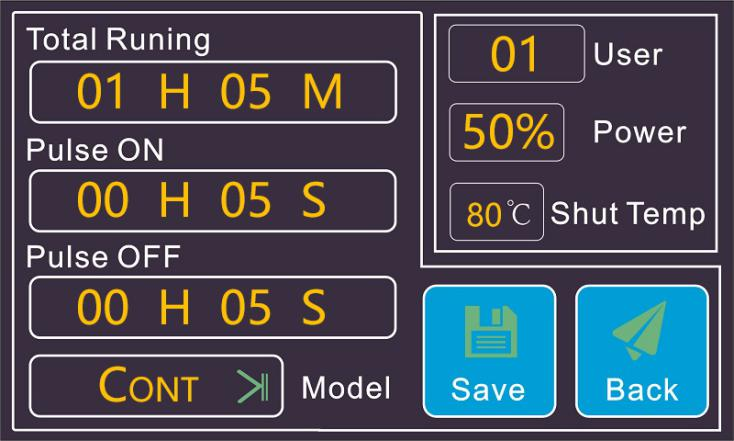 Total Runing
01 H 05 M
Pulse ON
00 H 05 S
Pulse OFF
00 H 05 S
CONT Model
01 User
50% Power
80℃ Shut Temp
Save
Back